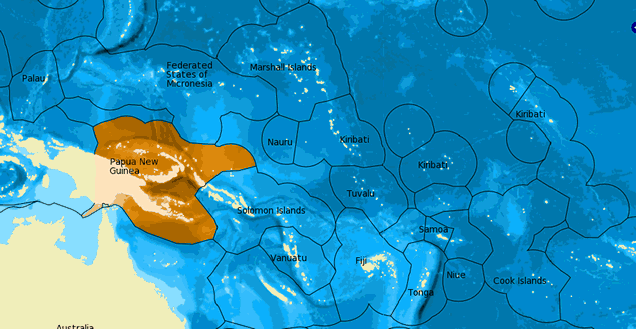 Federated
States of
Micronesia
Marshall Islands
Palau
Kiribati
Nauru
Kiribati
Papua New
Guinea
Kiribati
Tuvalu
Solomon Islands
Samoa
Vanuatu
Fiji
Niue
Cook Islands
Tonga
Australia